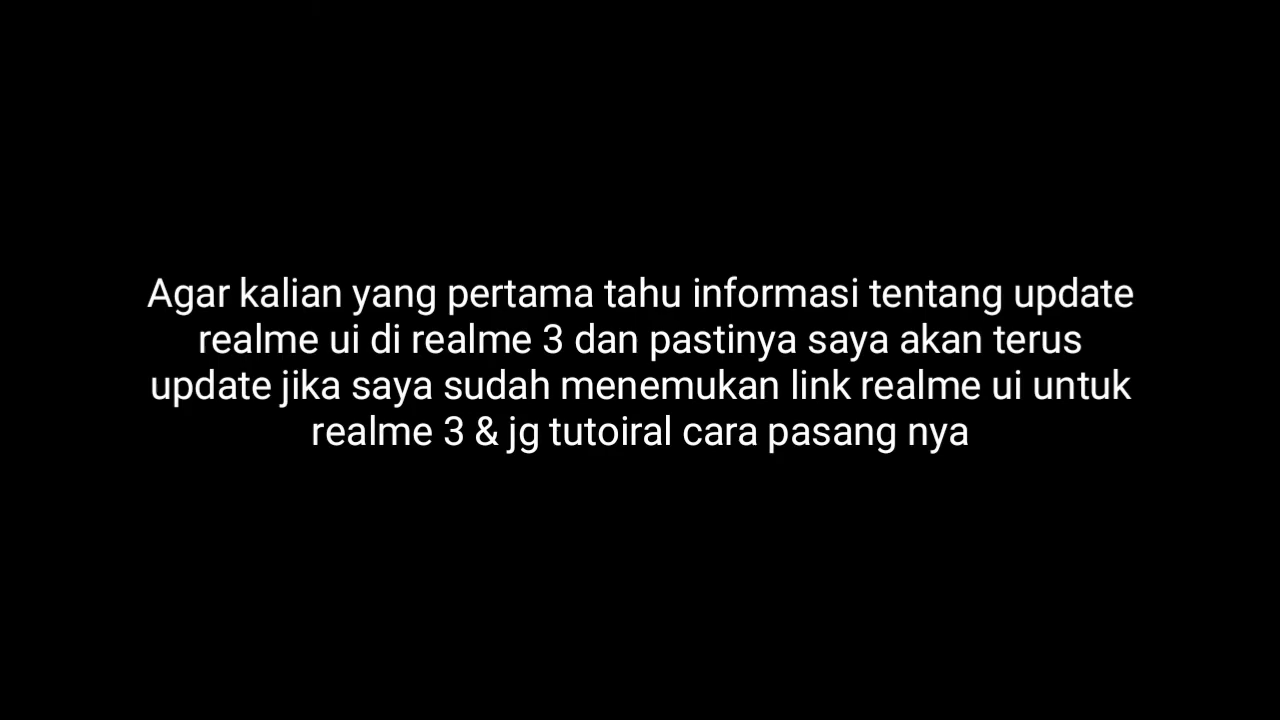 Agar kalian yang pertama tahu informasi tentang update
realme ui di realme 3 dan pastinya saya akan terus
update jika saya sudah menemukan link realme ui untuk
realme 3 & jg tutoiral cara pasang nya